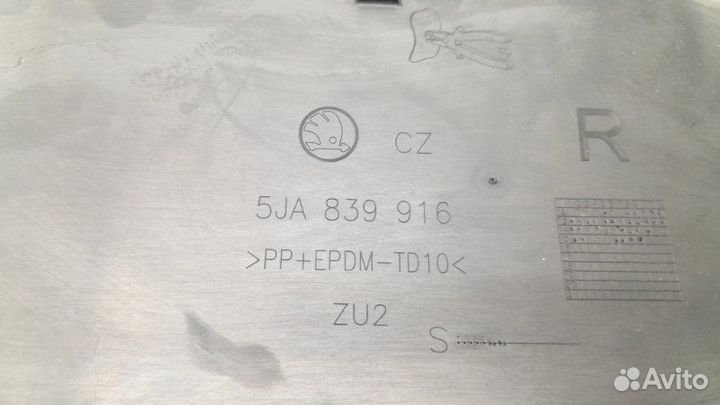 CZ
R
5JA 839 916
>PP+EPDM-TD10<
ZU2
S
Avito